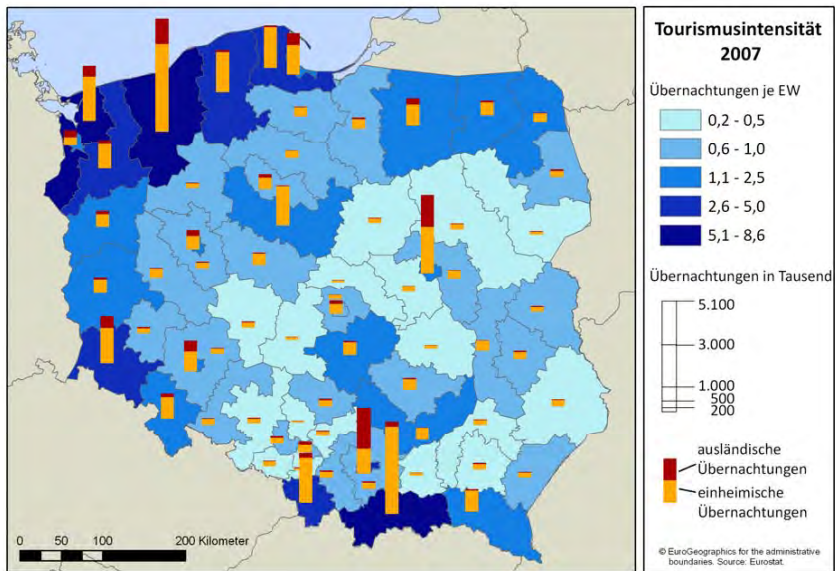 Tourismusintensität
2007
Übernachtungen je EW
0,2 - 0,5
0,6 - 1,0
1,1 - 2,5
2,6 - 5,0
5,1 - 8,6
Übernachtungen in Tausend
5.100
3.000
1.000
500
200
ausländische
Übernachtungen
einheimische
Übernachtungen
0 50 100 200 Kilometer
© EuroGeographics for the administrative
boundaries. Source: Eurostat.